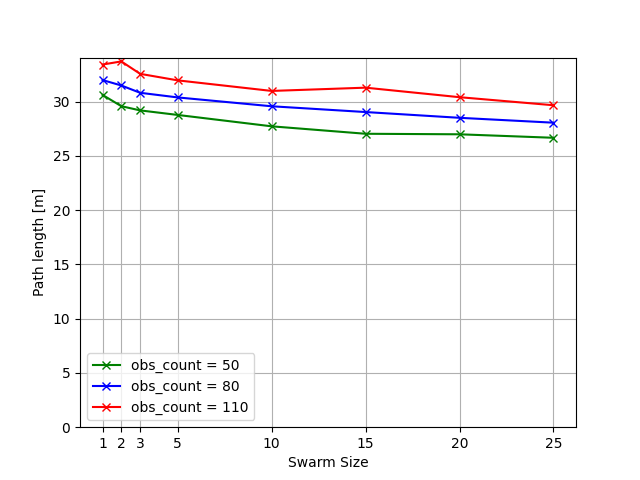 Path length [m]
30
25
20
15
10
5
0
obs_count = 50
obs_count = 80
obs_count = 110
1 2 3 5 10 15 20 25
Swarm Size